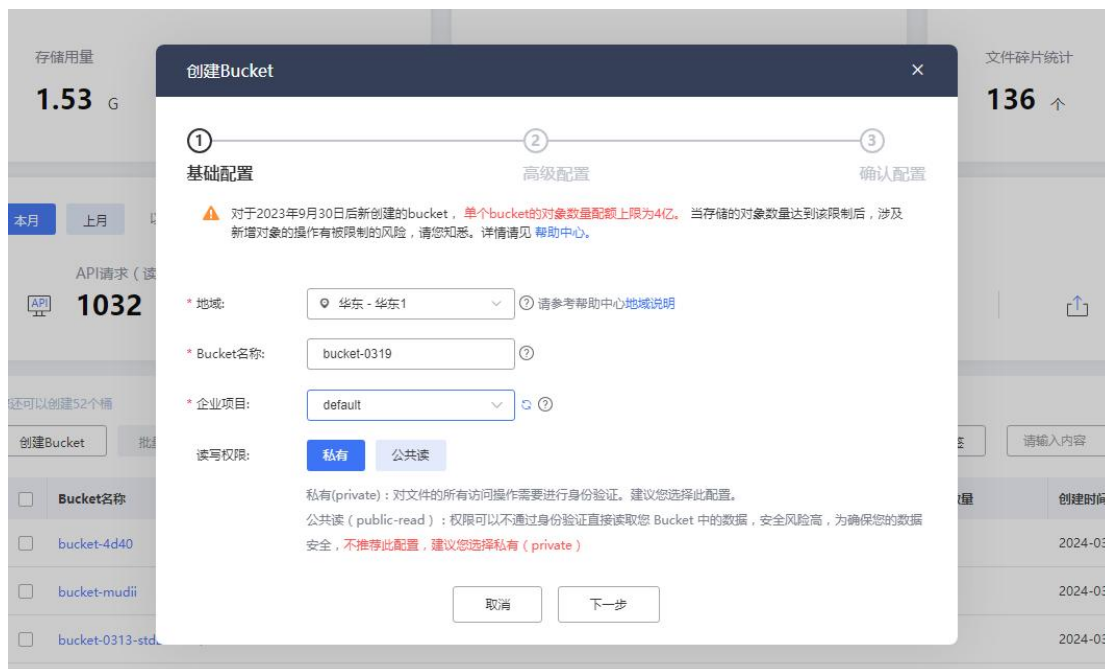 存储用量
1.53 G
文件碎片统计
136 个
本月 上月
API请求（读
API
1032
还可以创建52个桶
创建Bucket
请输入内容
Bucket名称
创建时间
bucket-4d40
2024-03
bucket-mudii
2024-03
bucket-0313-std
2024-03
创建Bucket
1 2 3
基础配置 高级配置 确认配置
对于2023年9月30日后新创建的bucket，单个bucket的对象数量配额上限为4亿。 当存储的对象数量达到该限制后，涉及
新增对象的操作有被限制的风险，请您知悉。详情请见 帮助中心。
* 地域: 华东 - 华东1 ? 请参考帮助中心地域说明
* Bucket名称: bucket-0319 ?
* 企业项目: default ?
读写权限: 私有 公共读
私有(private)：对文件的所有访问操作需要进行身份验证。建议您选择此配置。
公共读（public-read）：权限可以不通过身份验证直接读取您 Bucket 中的数据，安全风险高，为确保您的数据
安全，不推荐此配置，建议您选择私有（private）
取消 下一步